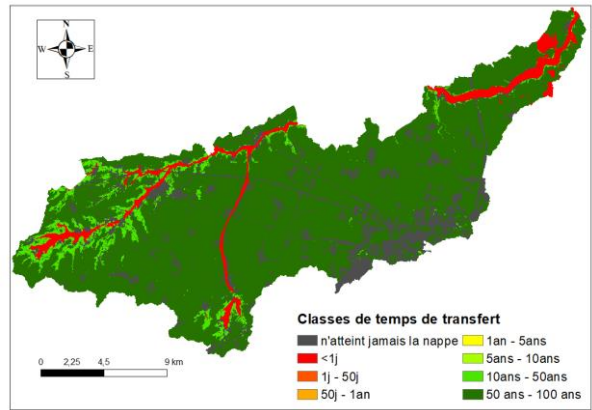 N
W E
S
Classes de temps de transfert
n'atteint jamais la nappe
<1j
1j - 50j
50j - 1an
1an - 5ans
5ans - 10ans
10ans - 50ans
50 ans - 100 ans
0 2,25 4,5 9 km